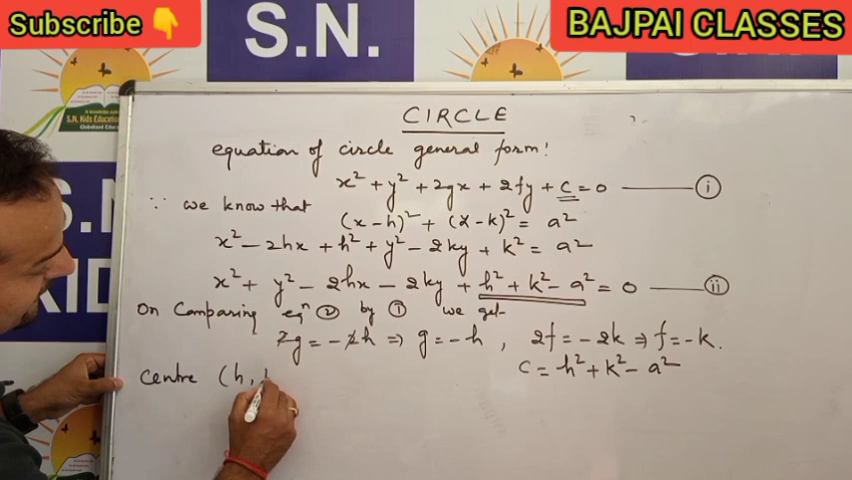 Subscribe 👇
BAJPAI CLASSES
S.N.
S.N. Kids
CIRCLE
equation of circle general form!
x² + y² + 2gx + 2fy + c = 0 ——— (i)
∵ we know that
(x - h)² + (y - k)² = a²
x² - 2hx + h² + y² - 2ky + k² = a²
x² + y² - 2hx - 2ky + h² + k² - a² = 0 ——— (ii)
on Comparing eqⁿ ② by ① we get-
2g = -2h ⇒ g = -h , 2f = -2k ⇒ f = -k.
c = h² + k² - a²
Centre (h,